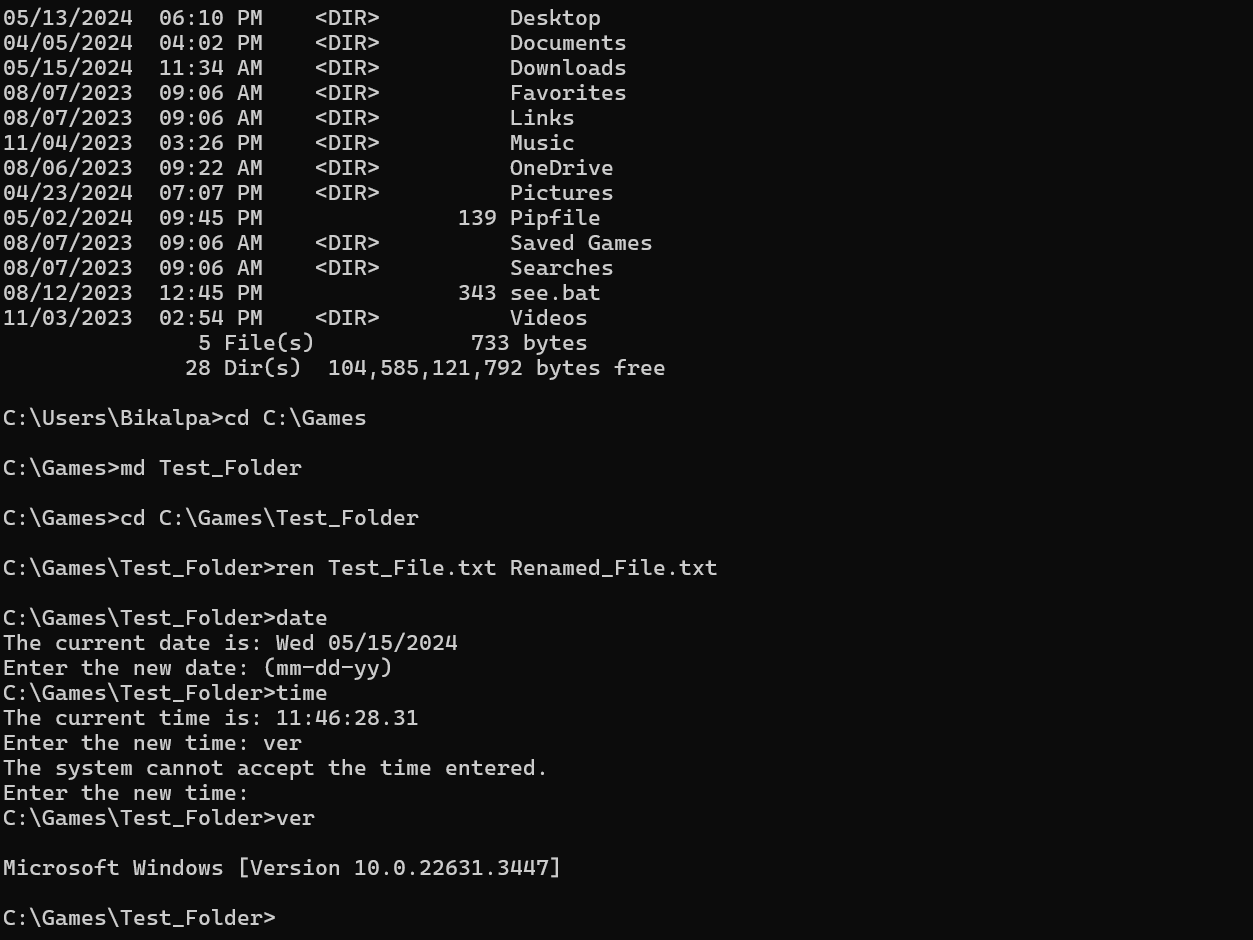 05/13/2024  06:10 PM    <DIR>          Desktop
04/05/2024  04:02 PM    <DIR>          Documents
05/15/2024  11:34 AM    <DIR>          Downloads
08/07/2023  09:06 AM    <DIR>          Favorites
08/07/2023  09:06 AM    <DIR>          Links
11/04/2023  03:26 PM    <DIR>          Music
08/06/2023  09:22 AM    <DIR>          OneDrive
04/23/2024  07:07 PM    <DIR>          Pictures
05/02/2024  09:45 PM               139 Pipfile
08/07/2023  09:06 AM    <DIR>          Saved Games
08/07/2023  09:06 AM    <DIR>          Searches
08/12/2023  12:45 PM               343 see.bat
11/03/2023  02:54 PM    <DIR>          Videos
               5 File(s)            733 bytes
              28 Dir(s)  104,585,121,792 bytes free
C:\Users\Bikalpa>cd C:\Games
C:\Games>md Test_Folder
C:\Games>cd C:\Games\Test_Folder
C:\Games\Test_Folder>ren Test_File.txt Renamed_File.txt
C:\Games\Test_Folder>date
The current date is: Wed 05/15/2024
Enter the new date: (mm-dd-yy)
C:\Games\Test_Folder>time
The current time is: 11:46:28.31
Enter the new time: ver
The system cannot accept the time entered.
Enter the new time:
C:\Games\Test_Folder>ver
Microsoft Windows [Version 10.0.22631.3447]
C:\Games\Test_Folder>